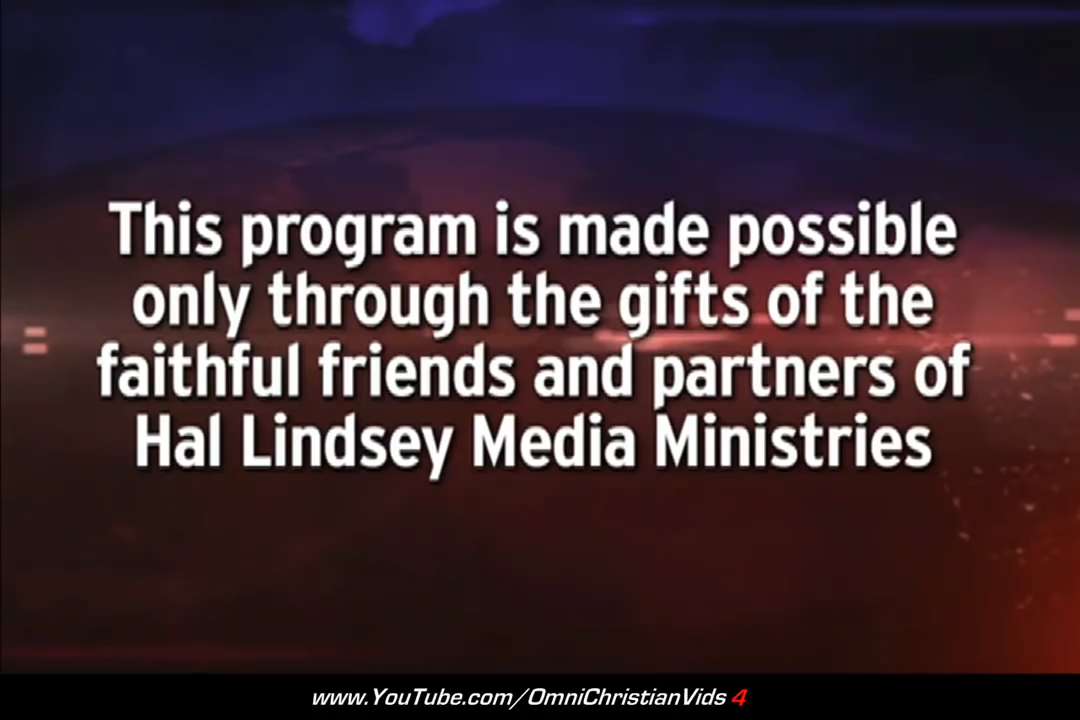 This program is made possible
only through the gifts of the
faithful friends and partners of
Hal Lindsey Media Ministries
www.YouTube.com/OmniChristianVids 4